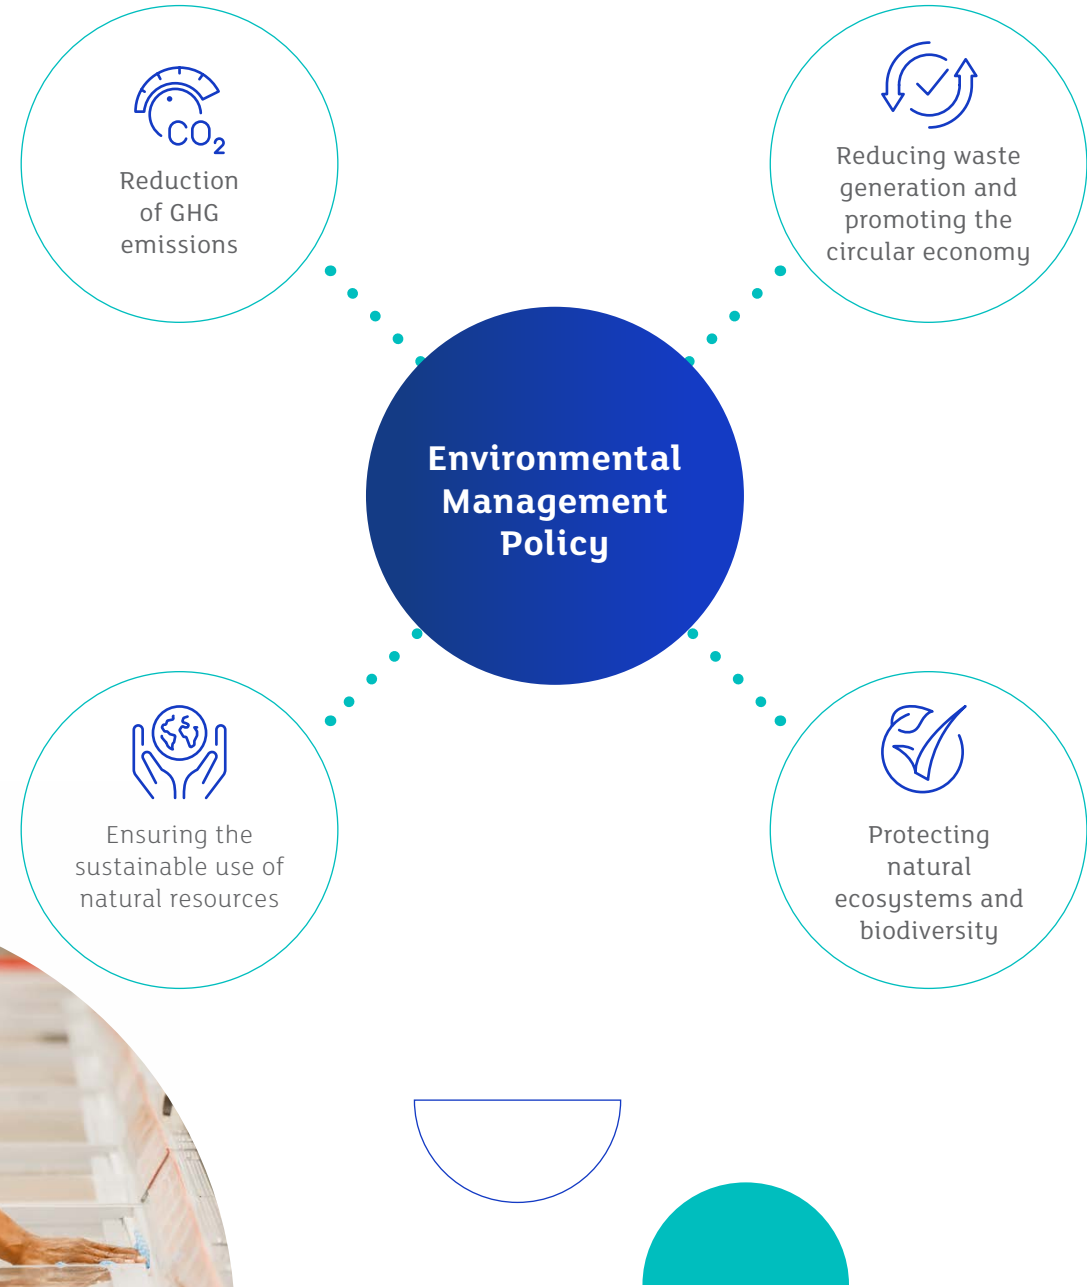 CO2
Reduction
of GHG
emissions
Reducing waste
generation and
promoting the
circular economy
Environmental
Management
Policy
Ensuring the
sustainable use of
natural resources
Protecting
natural
ecosystems and
biodiversity